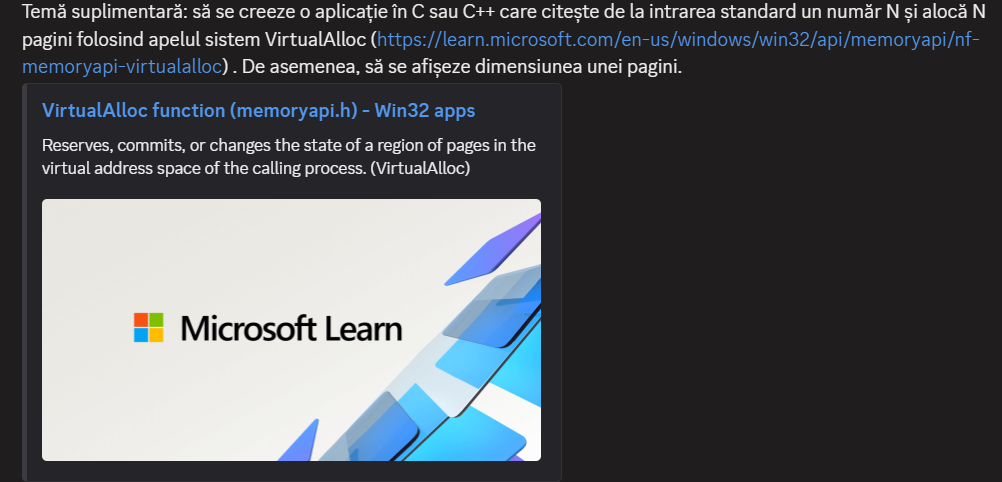 Temă suplimentară: să se creeze o aplicație în C sau C++ care citește de la intrarea standard un număr N și alocă N
pagini folosind apelul sistem VirtualAlloc (https://learn.microsoft.com/en-us/windows/win32/api/memoryapi/nf-
memoryapi-virtualalloc) . De asemenea, să se afișeze dimensiunea unei pagini.
VirtualAlloc function (memoryapi.h) - Win32 apps
Reserves, commits, or changes the state of a region of pages in the
virtual address space of the calling process. (VirtualAlloc)
Microsoft Learn